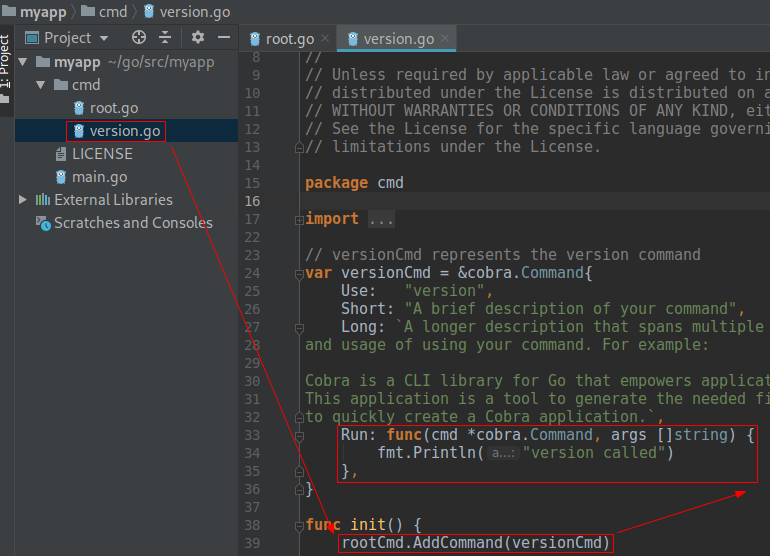 myapp cmd version.go
1: Project
Project
root.go
version.go
myapp ~/go/src/myapp
cmd
root.go
version.go
LICENSE
main.go
External Libraries
Scratches and Consoles
8 //
9 // Unless required by applicable law or agreed to in
10 // distributed under the License is distributed on a
11 // WITHOUT WARRANTIES OR CONDITIONS OF ANY KIND, eit
12 // See the License for the specific language governi
13 // limitations under the License.
14
15 package cmd
16
17 import ...
22
23 // versionCmd represents the version command
24 var versionCmd = &cobra.Command{
25 Use: "version",
26 Short: "A brief description of your command",
27 Long: `A longer description that spans multiple
28 and usage of using your command. For example:
29
30 Cobra is a CLI library for Go that empowers applicat
31 This application is a tool to generate the needed fi
32 to quickly create a Cobra application.`,
33 Run: func(cmd *cobra.Command, args []string) {
34 fmt.Println( a...: "version called")
35 },
36 }
37
38 func init() {
39 rootCmd.AddCommand(versionCmd)